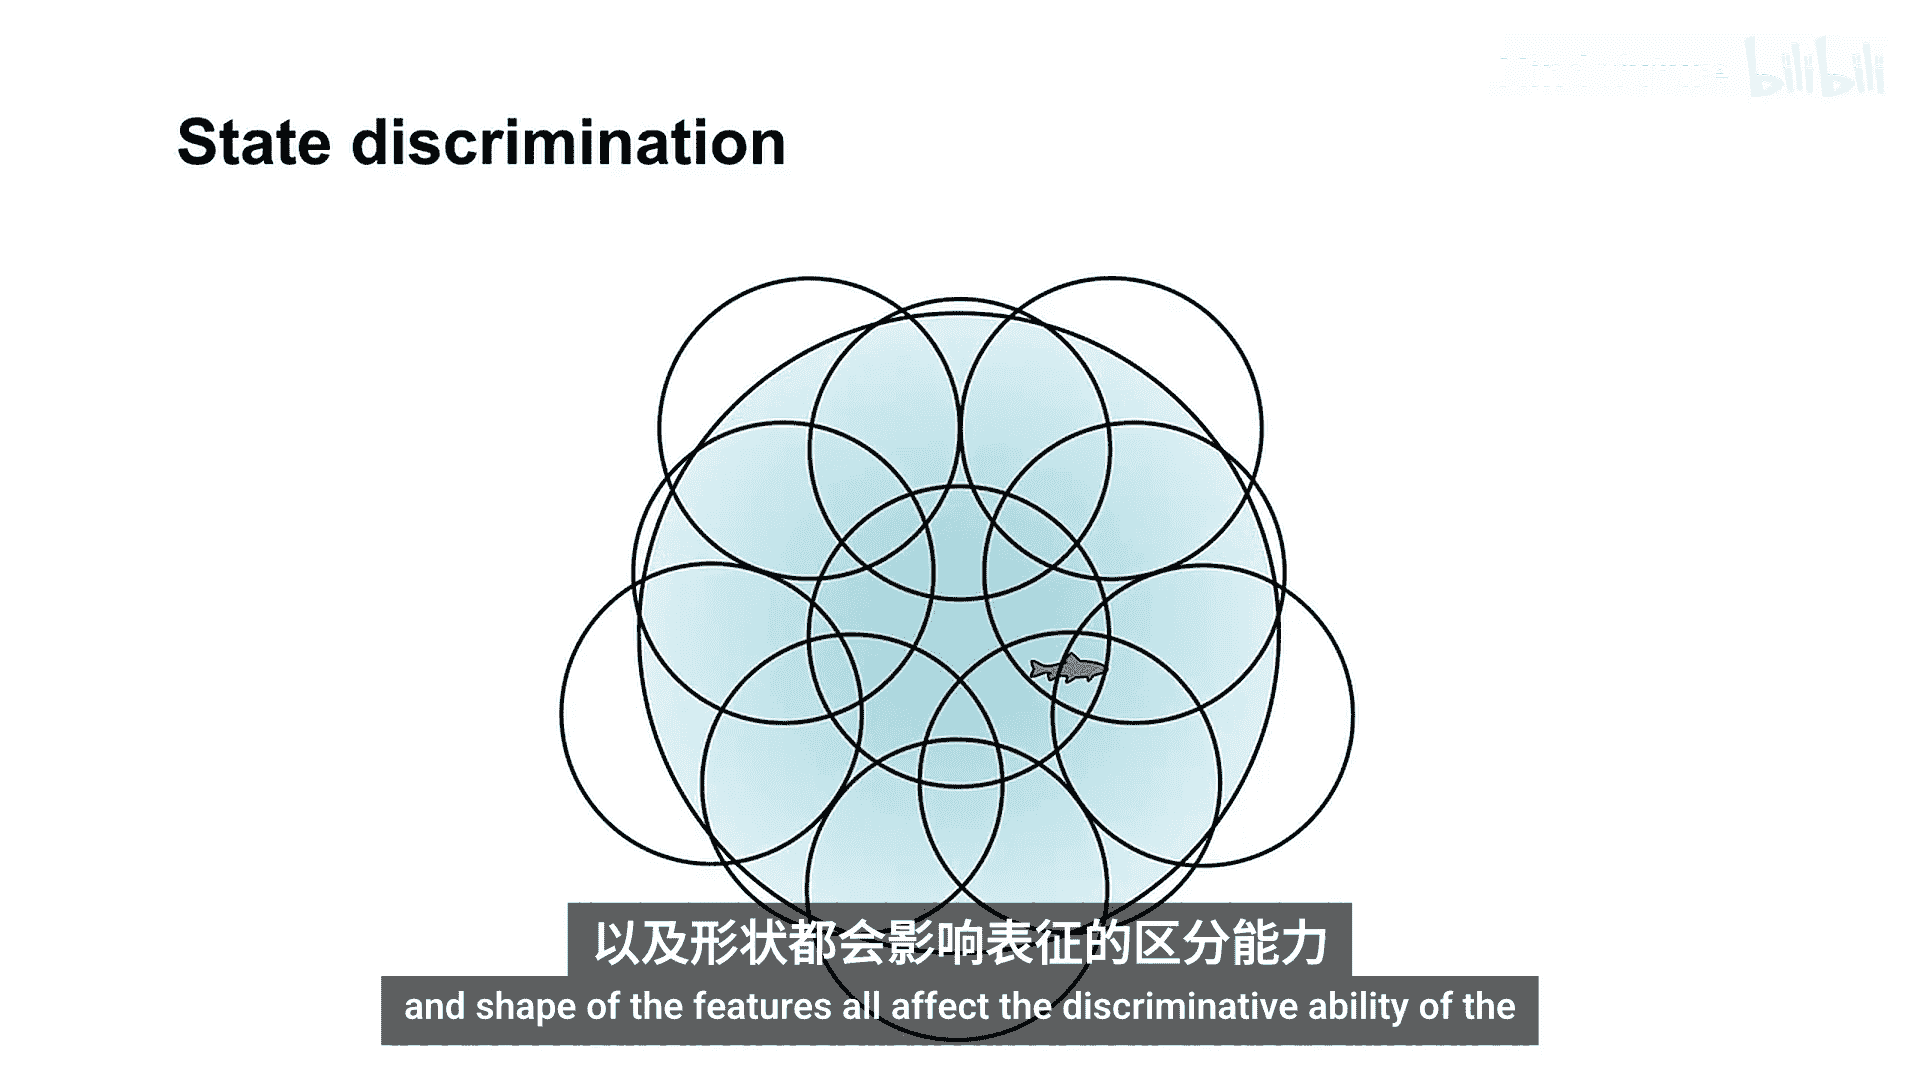 bilibili
State discrimination
以及形状都会影响表征的区分能力
and shape of the features all affect the discriminative ability of the